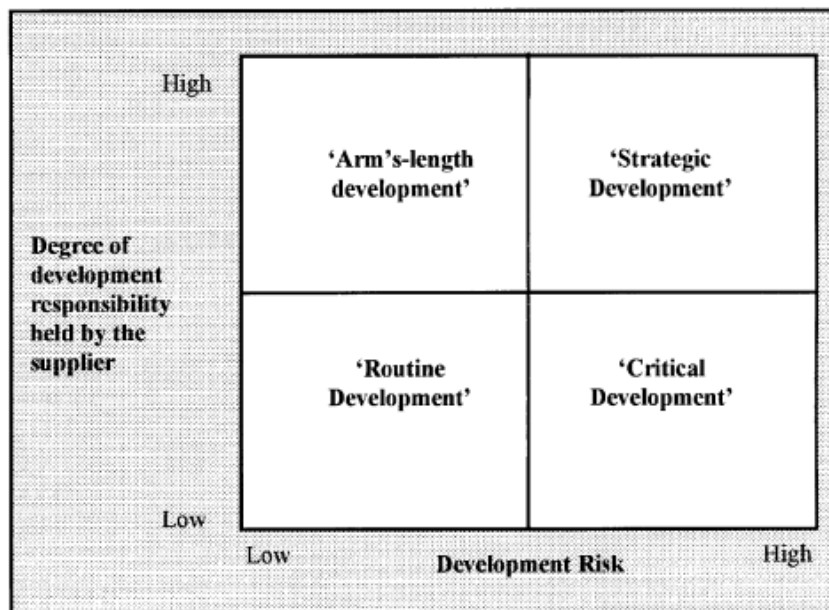 High
‘Arm’s-length
development’
‘Strategic
Development’
Degree of
development
responsibility
held by the
supplier
‘Routine
Development’
‘Critical
Development’
Low
Low
Development Risk
High